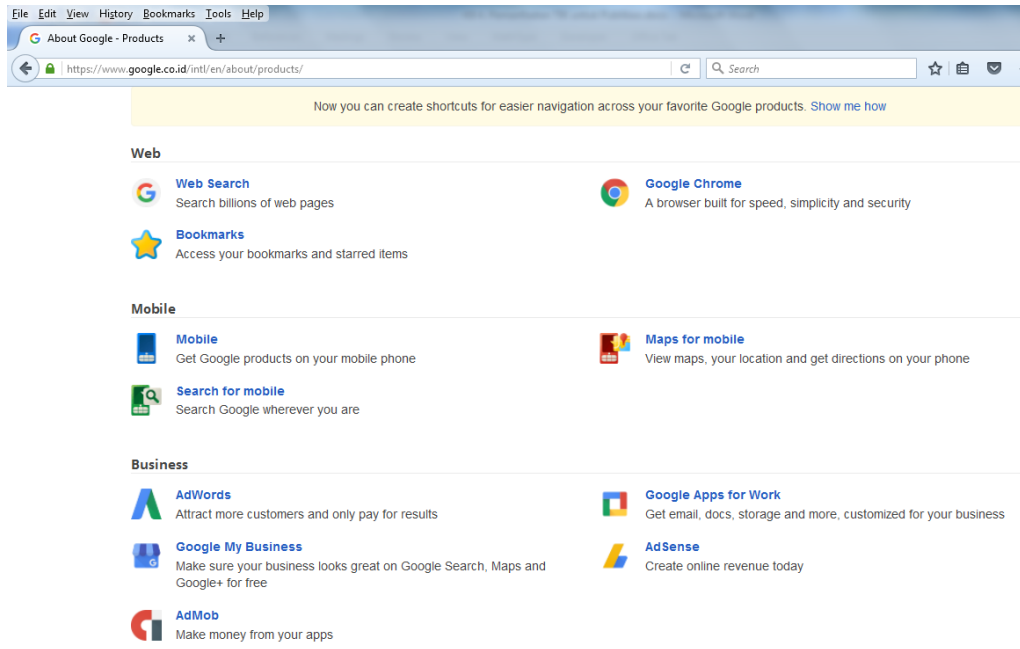 File Edit View History Bookmarks Tools Help
About Google - Products × +
https://www.google.co.id/intl/en/about/products/ Search
Now you can create shortcuts for easier navigation across your favorite Google products. Show me how
Web
Web Search
Search billions of web pages
Google Chrome
A browser built for speed, simplicity and security
Bookmarks
Access your bookmarks and starred items
Mobile
Mobile
Get Google products on your mobile phone
Maps for mobile
View maps, your location and get directions on your phone
Search for mobile
Search Google wherever you are
Business
AdWords
Attract more customers and only pay for results
Google Apps for Work
Get email, docs, storage and more, customized for your business
Google My Business
Make sure your business looks great on Google Search, Maps and
Google+ for free
AdSense
Create online revenue today
AdMob
Make money from your apps